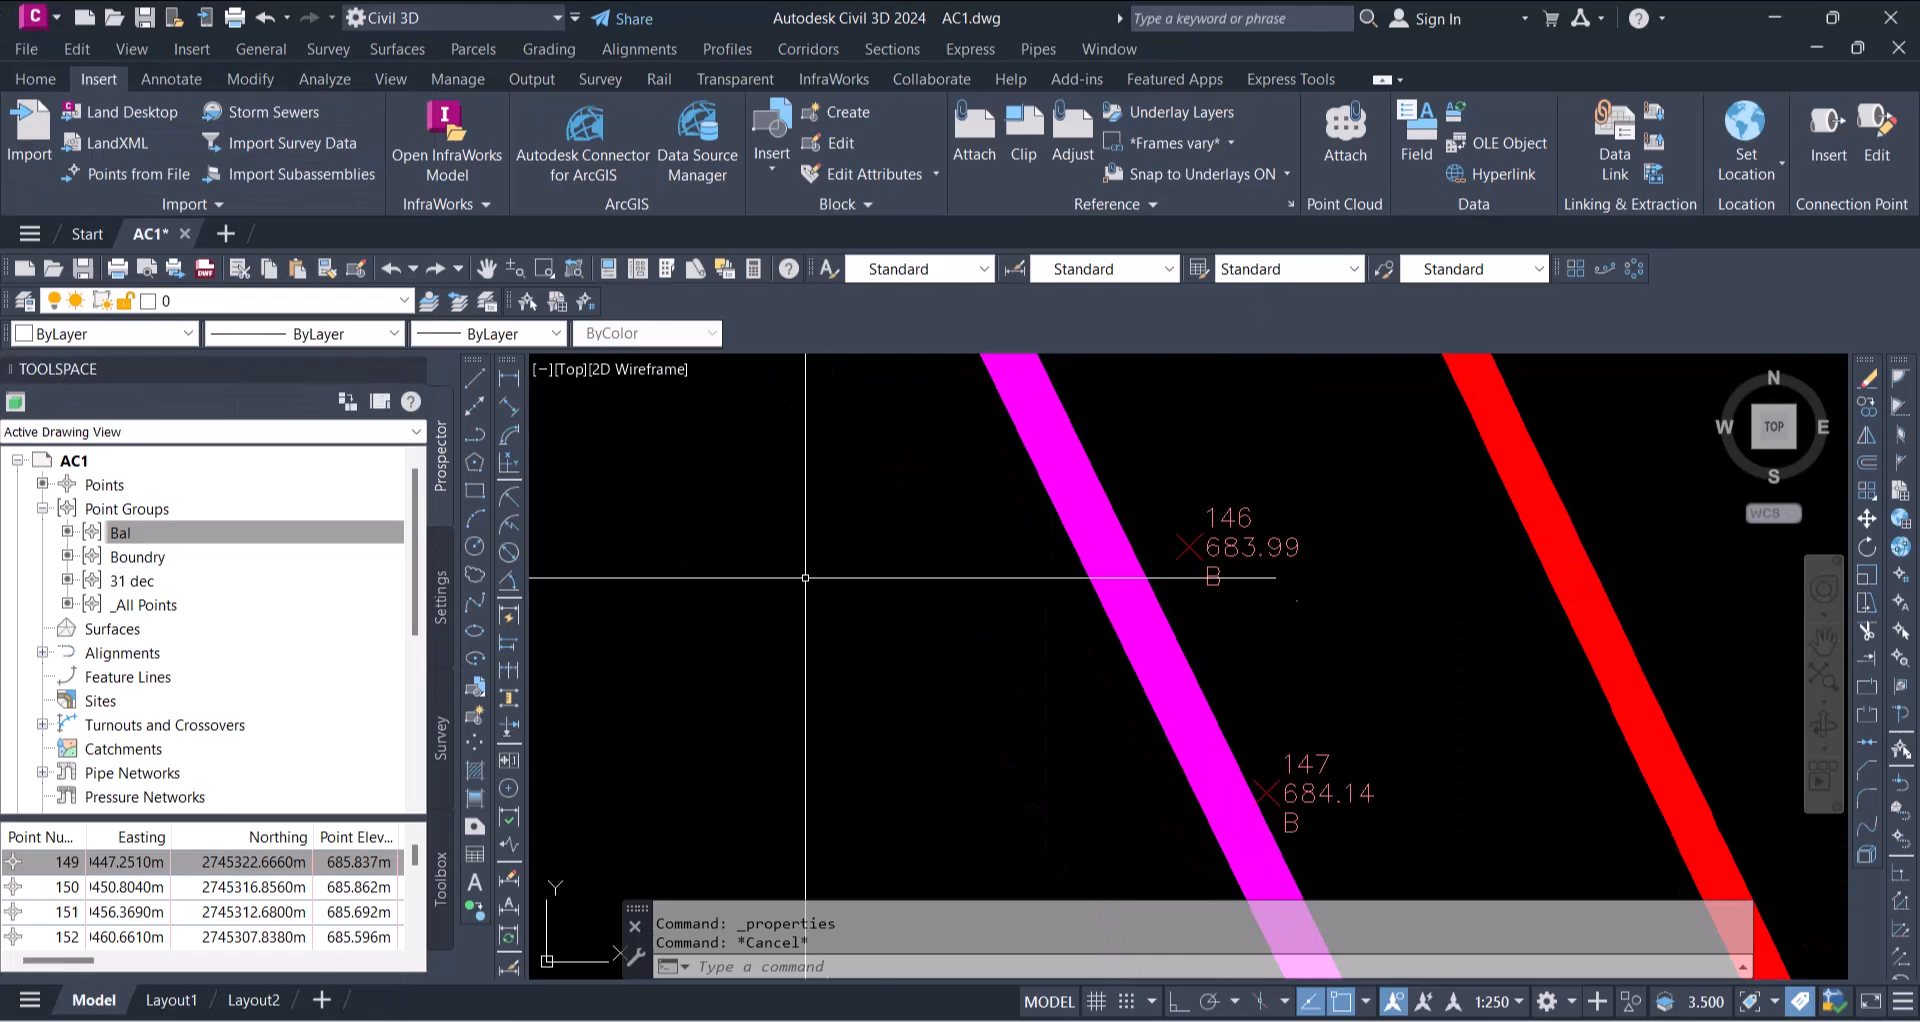 Civil 3D
Share
Autodesk Civil 3D 2024 AC1.dwg
Type a keyword or phrase
Sign In
File Edit View Insert General Survey Surfaces Parcels Grading Alignments Profiles Corridors Sections Express Pipes Window
Home Insert Annotate Modify Analyze View Manage Output Survey Rail Transparent InfraWorks Collaborate Help Add-ins Featured Apps Express Tools
Import
Land Desktop
LandXML
Points from File
Storm Sewers
Import Survey Data
Import Subassemblies
Import
Open InfraWorks
Model
InfraWorks
Autodesk Connector
for ArcGIS
Data Source
Manager
ArcGIS
Insert
Create
Edit
Edit Attributes
Block
Attach
Clip
Adjust
Underlay Layers
*Frames vary*
Snap to Underlays ON
Reference
Attach
Point Cloud
Field
OLE Object
Hyperlink
Data
Data
Link
Linking & Extraction
Set
Location
Location
Insert
Edit
Connection Point
Start
AC1*
Standard
Standard
Standard
Standard
0
ByLayer
ByLayer
ByLayer
ByColor
TOOLSPACE
Active Drawing View
AC1
Points
Point Groups
Bal
Boundry
31 dec
_All Points
Surfaces
Alignments
Feature Lines
Sites
Turnouts and Crossovers
Catchments
Pipe Networks
Pressure Networks
Prospector
Settings
Survey
Toolbox
Point Nu... Easting Northing Point Elev...
149 447.2510m 2745322.6660m 685.837m
150 450.8040m 2745316.8560m 685.862m
151 456.3690m 2745312.6800m 685.692m
152 460.6610m 2745307.8380m 685.596m
[−][Top][2D Wireframe]
146
683.99
B
147
684.14
B
N
W
TOP
E
S
WCS
Y
X
Command: _properties
Command: *Cancel*
Type a command
Model
Layout1
Layout2
MODEL
1:250
3.500